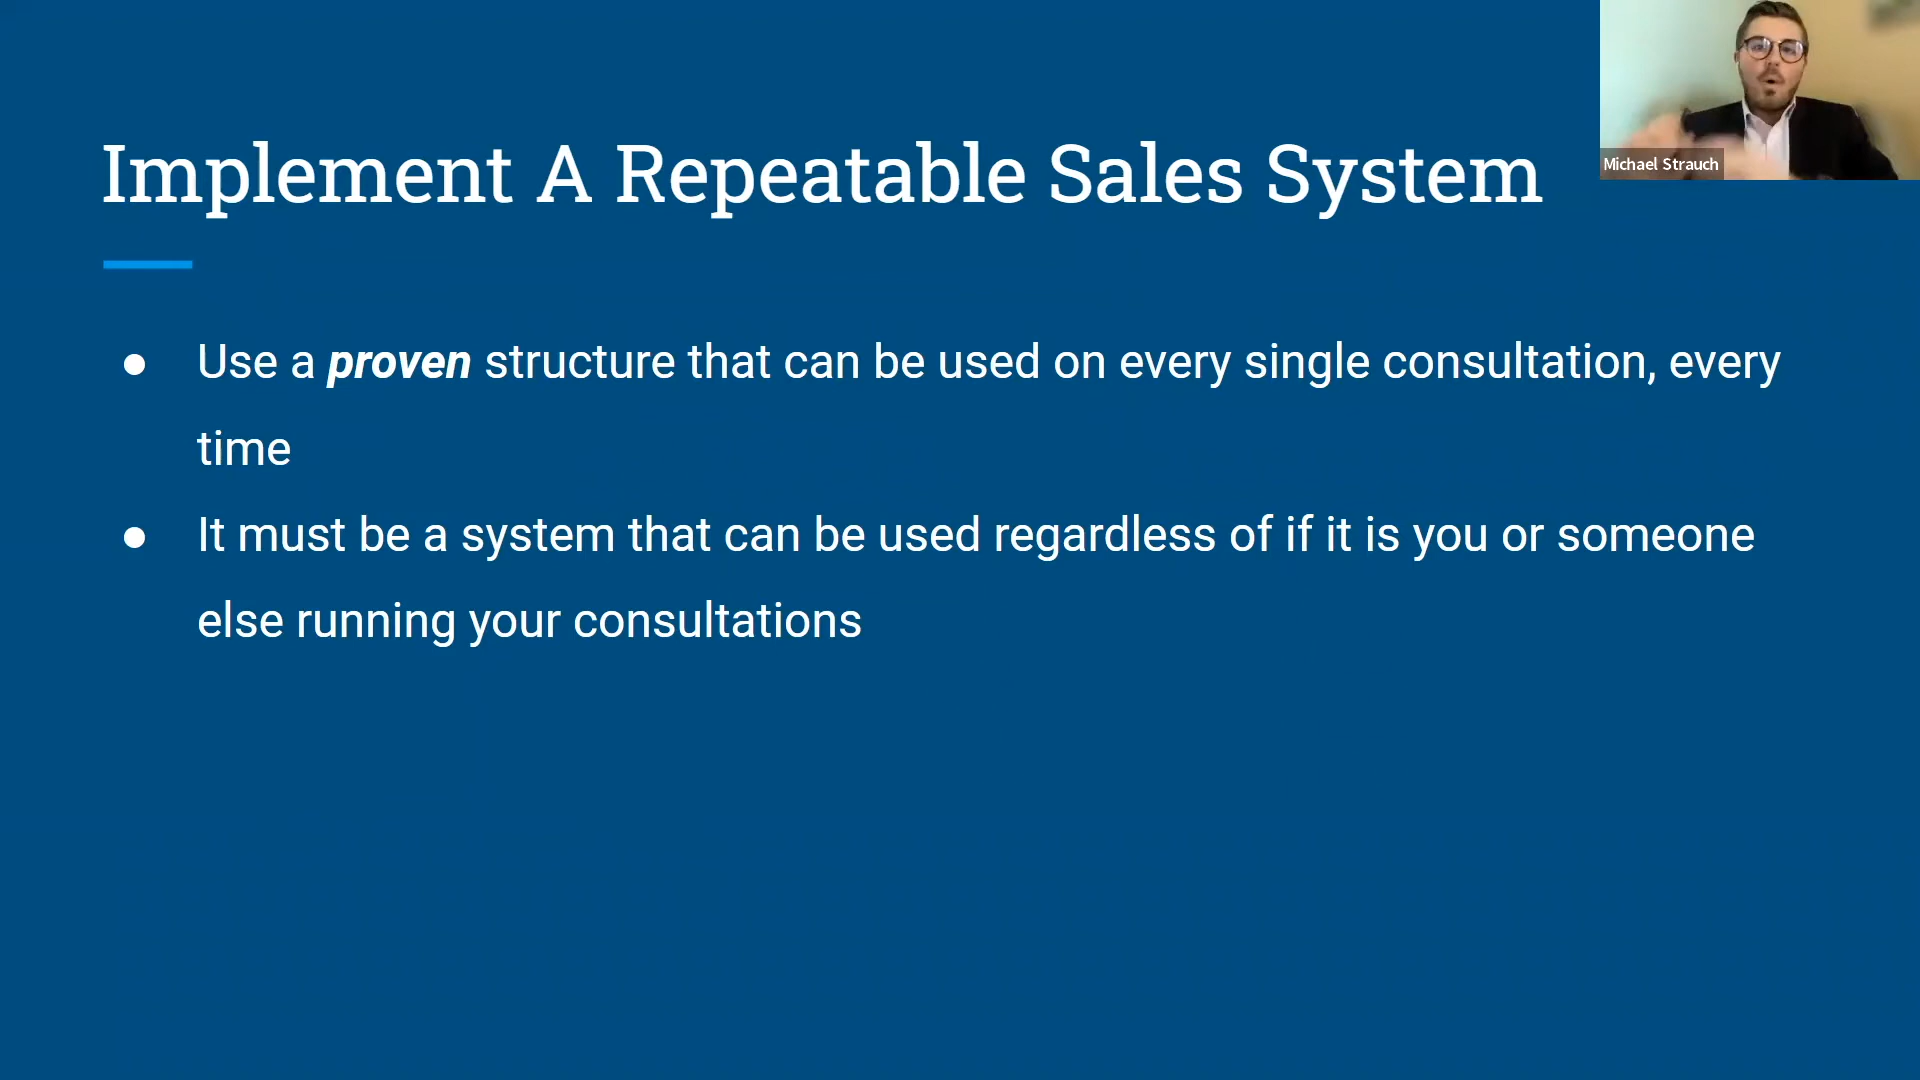 Implement A Repeatable Sales System
Michael Strauch
● Use a proven structure that can be used on every single consultation, every
time
● It must be a system that can be used regardless of if it is you or someone
else running your consultations